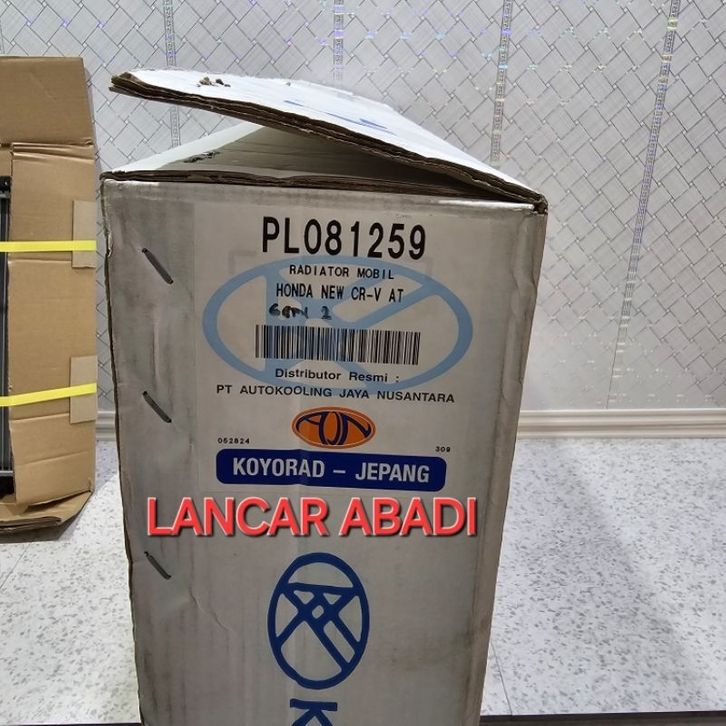 PL081259
RADIATOR MOBIL
HONDA NEW CR-V AT
GEN 2
Distributor Resmi :
PT AUTOKOOLING JAYA NUSANTARA
AJN
052824 309
KOYORAD - JEPANG
LANCAR ABADI
K